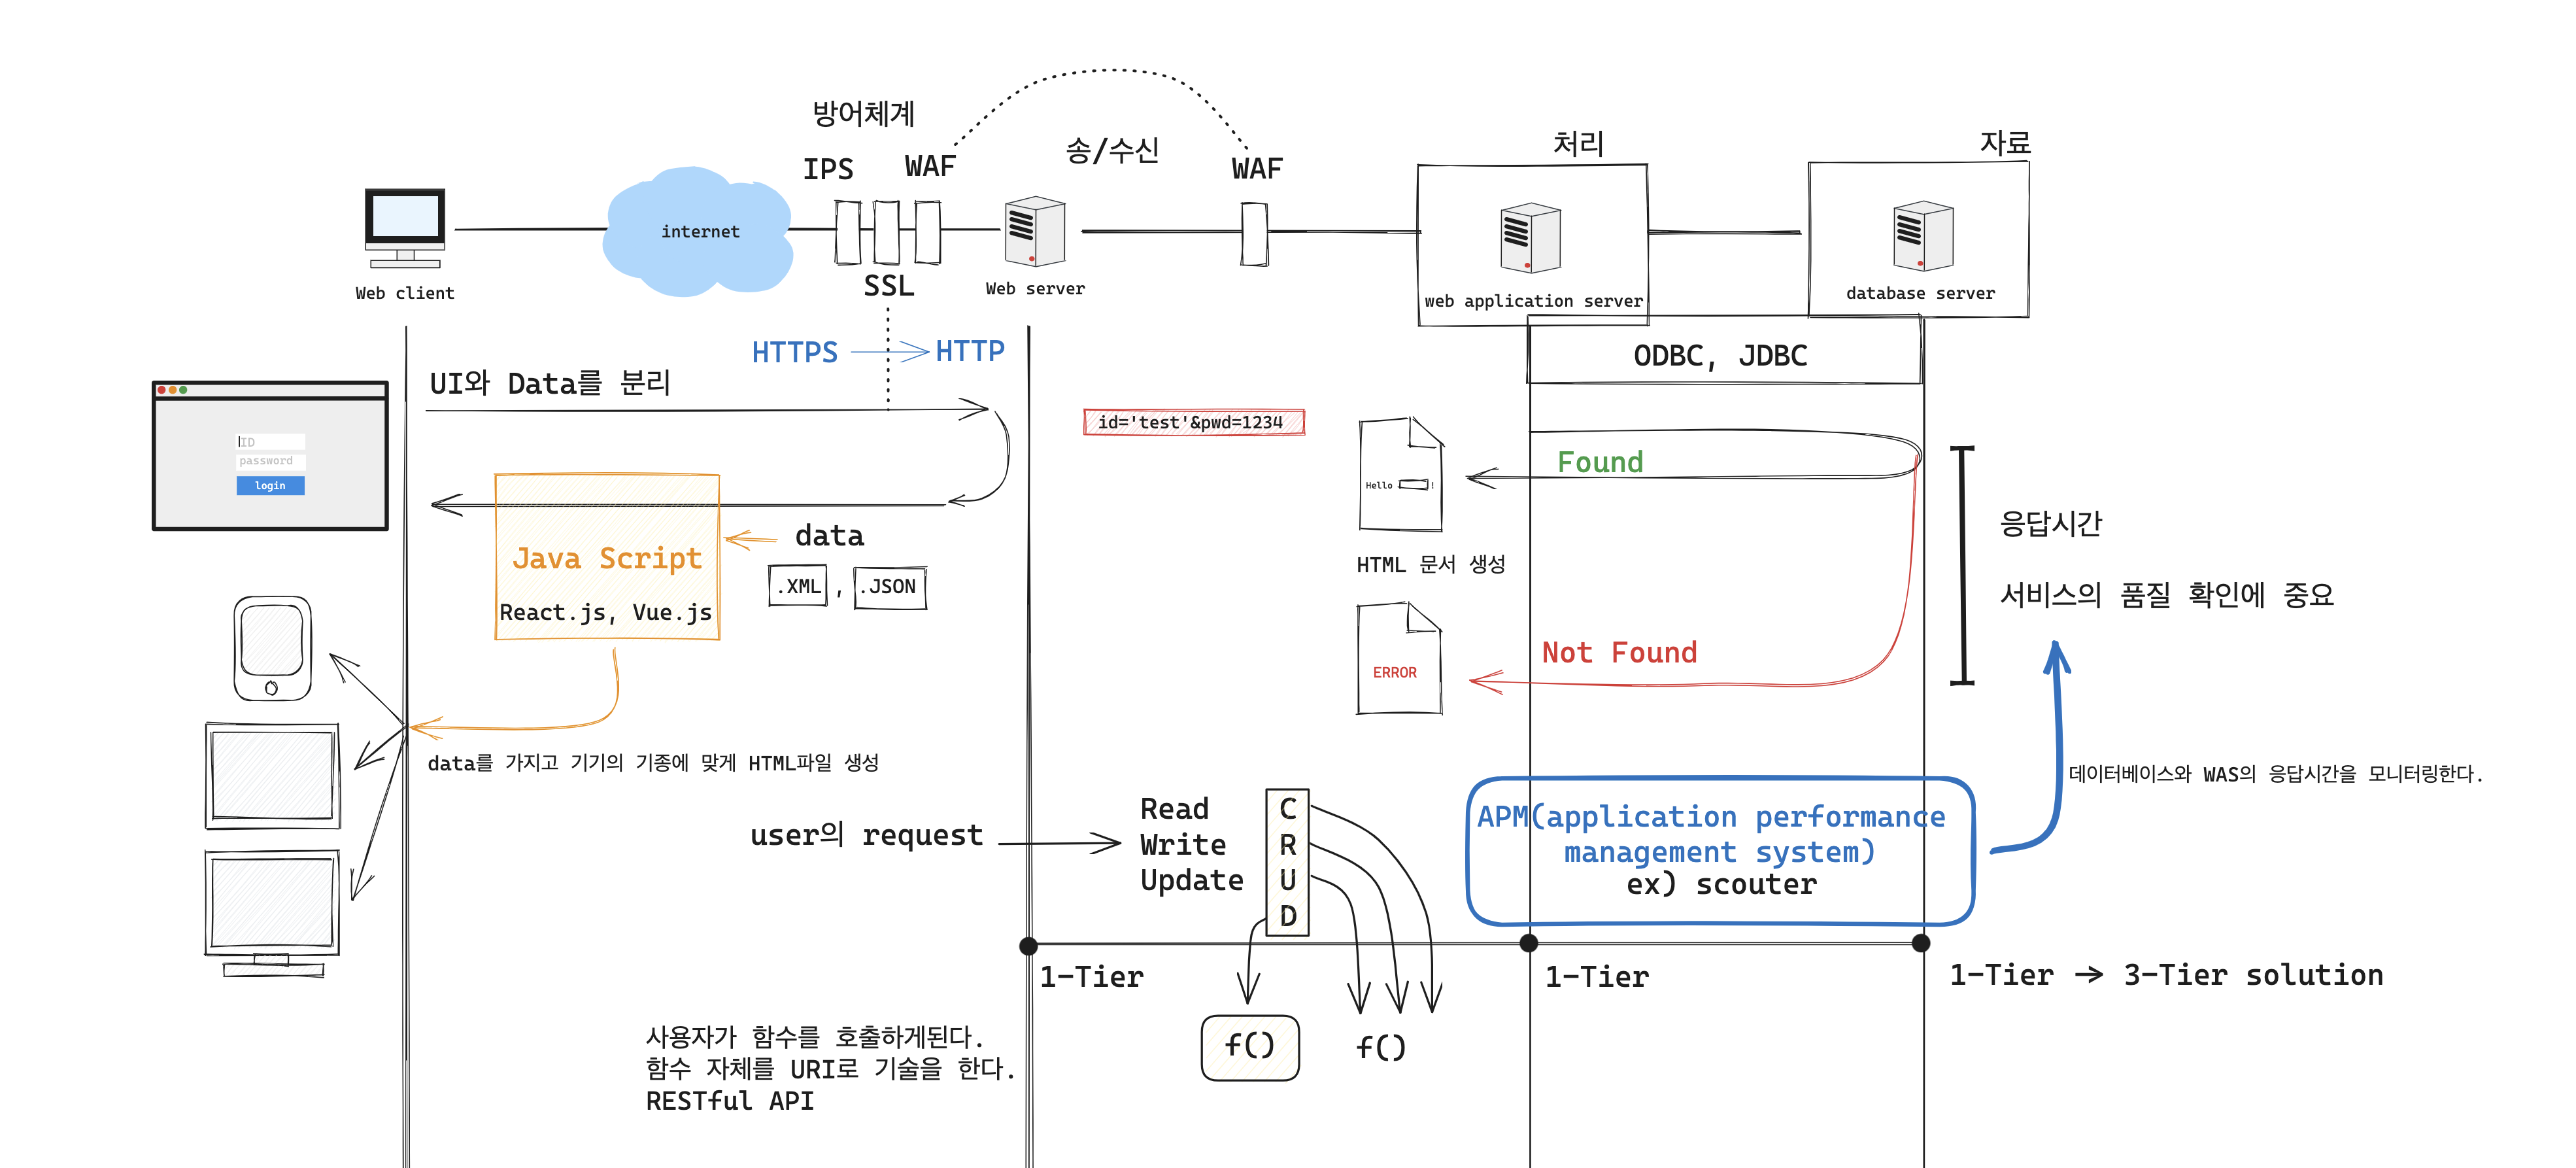 방어체계
IPS
WAF
송/수신
WAF
처리
자료
internet
Web client
SSL
Web server
web application server
database server
HTTPS
HTTP
ODBC, JDBC
UI와 Data를 분리
id='test'&pwd=1234
ID
password
login
Found
Hello
!
응답시간
data
Java Script
HTML 문서 생성
.XML
,
.JSON
React.js, Vue.js
서비스의 품질 확인에 중요
Not Found
ERROR
data를 가지고 기기의 기종에 맞게 HTML파일 생성
데이터베이스와 WAS의 응답시간을 모니터링한다.
user의 request
Read
Write
Update
C
R
U
D
APM(application performance
management system)
ex) scouter
1-Tier
1-Tier
1-Tier → 3-Tier solution
f()
f()
사용자가 함수를 호출하게된다.
함수 자체를 URI로 기술을 한다.
RESTful API